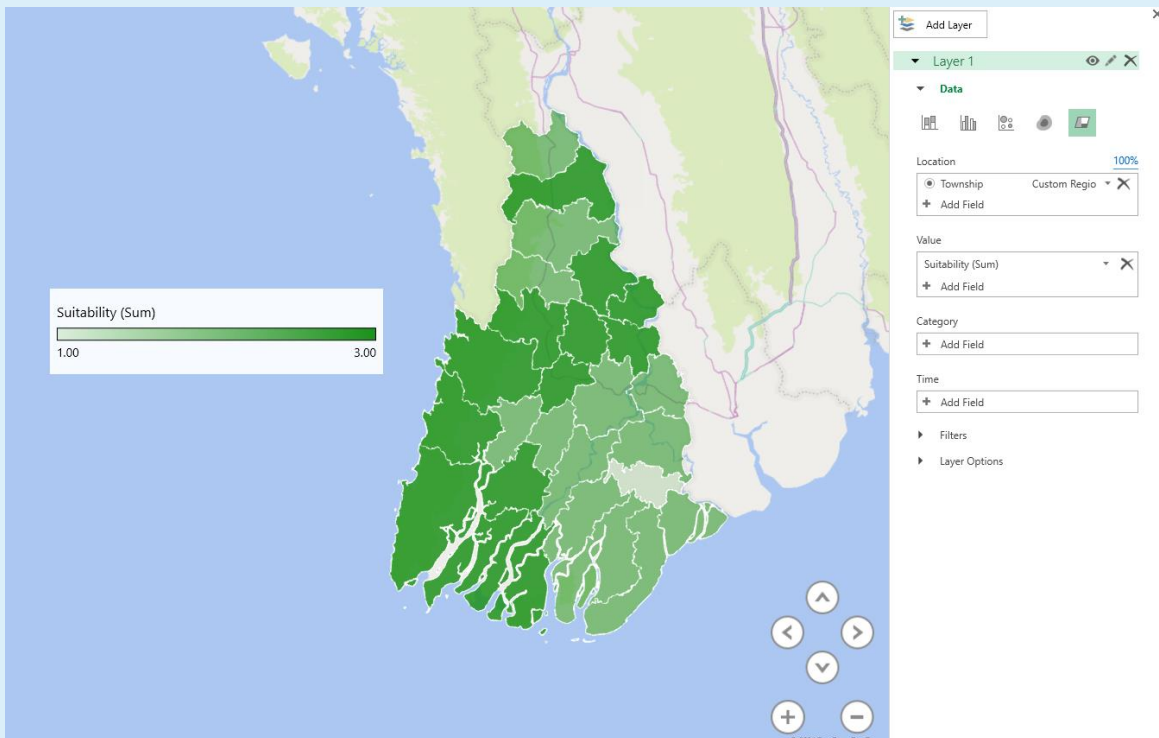 Suitability (Sum)
1.00 3.00
Add Layer
Layer 1
Data
Location 100%
Township Custom Regio
Add Field
Value
Suitability (Sum)
Add Field
Category
Add Field
Time
Add Field
Filters
Layer Options